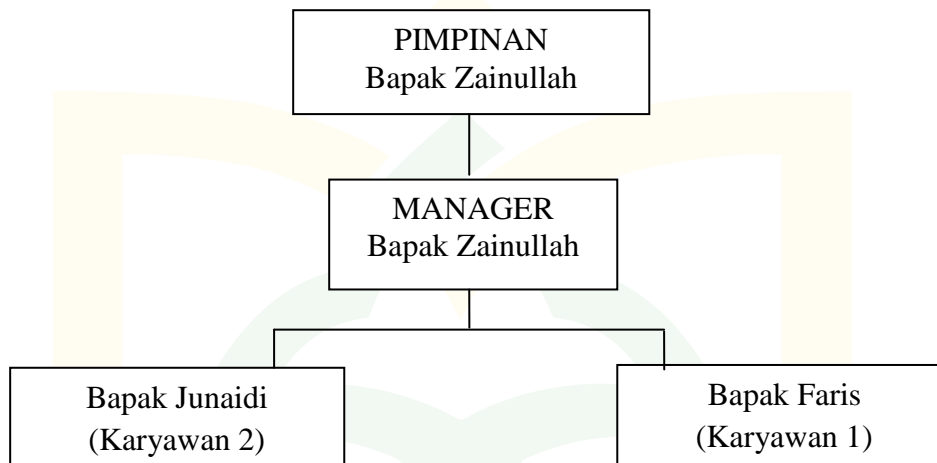 PIMPINAN
Bapak Zainullah
MANAGER
Bapak Zainullah
Bapak Junaidi
(Karyawan 2)
Bapak Faris
(Karyawan 1)